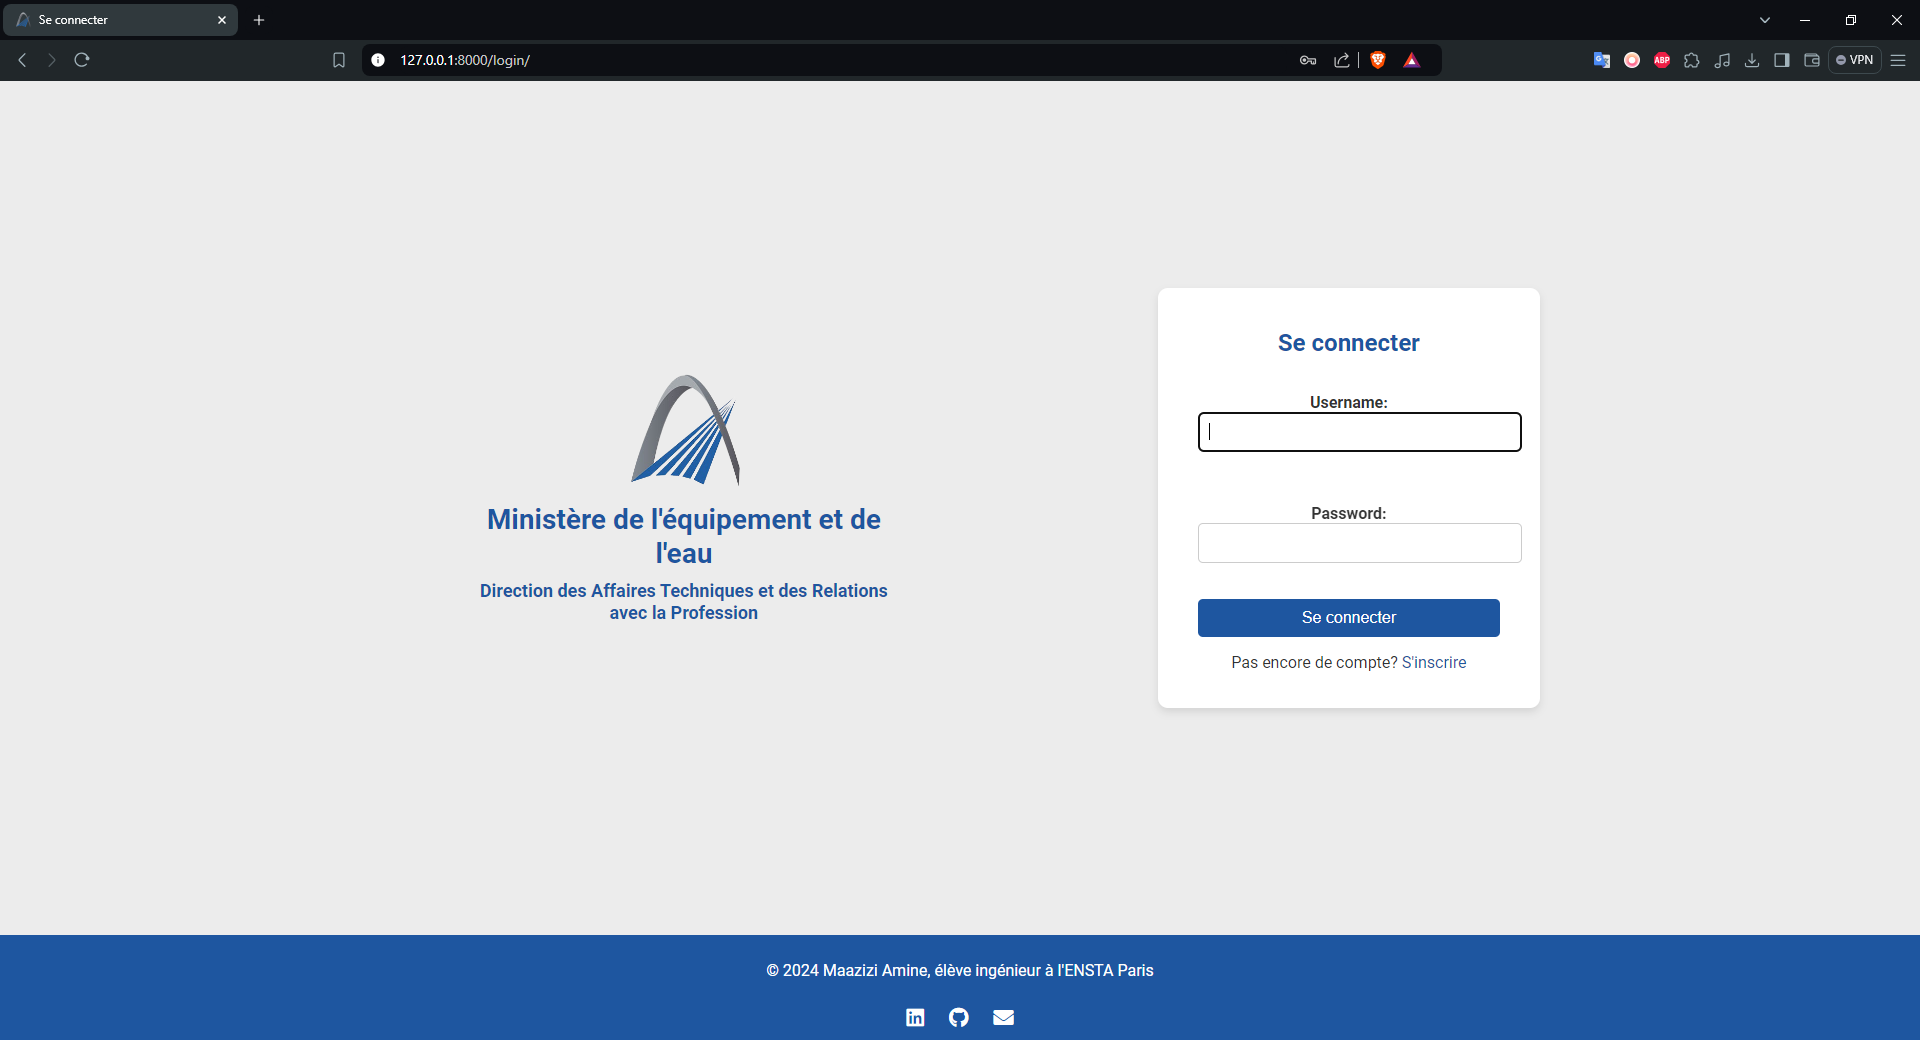 Se connecter
127.0.0.1:8000/login/
ABP
VPN
Se connecter
Username:
Ministère de l'équipement et de
l'eau
Direction des Affaires Techniques et des Relations
avec la Profession
Password:
Se connecter
Pas encore de compte? S'inscrire
© 2024 Maazizi Amine, élève ingénieur à l'ENSTA Paris
in